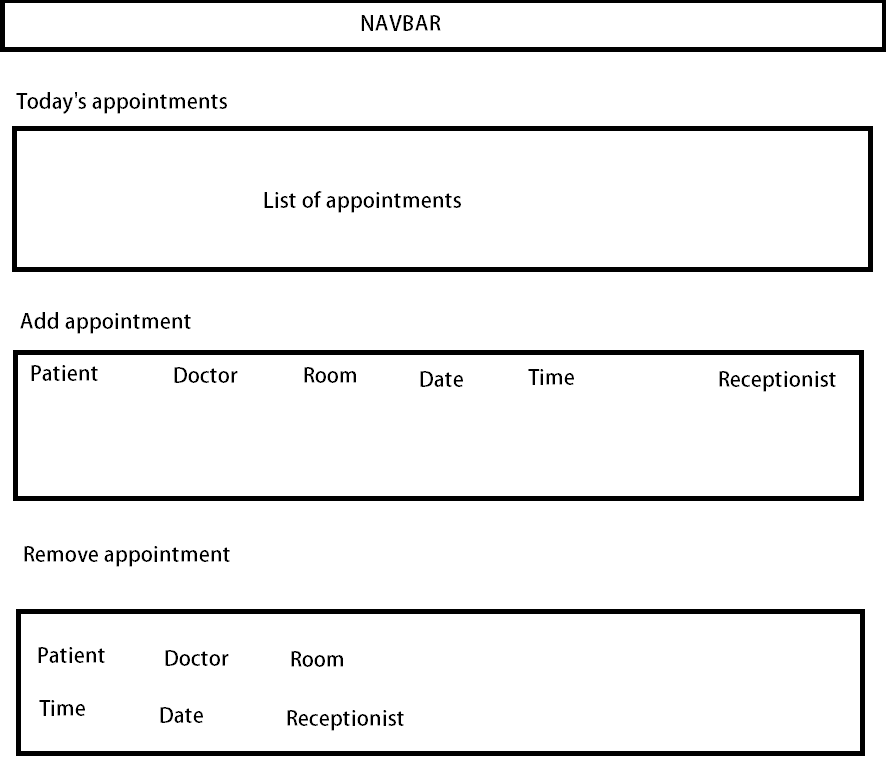 NAVBAR
Today's appointments
List of appointments
Add appointment
Patient Doctor Room Date Time Receptionist
Remove appointment
Patient Doctor Room
Time Date Receptionist